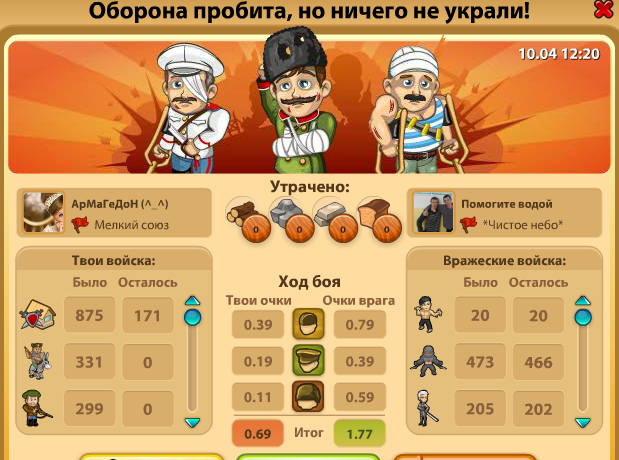 Оборона пробита, но ничего не украли!
10.04 12:20
АрМаГеДоН (^_^)
Мелкий союз
Утрачено:
0 0 0 0
Помогите водой
*Чистое небо*
Твои войска:
Было Осталось
875 171
331 0
299 0
Ход боя
Твои очки Очки врага
0.39 0.79
0.19 0.39
0.11 0.59
0.69 Итог 1.77
Вражеские войска:
Было Осталось
20 20
473 466
205 202